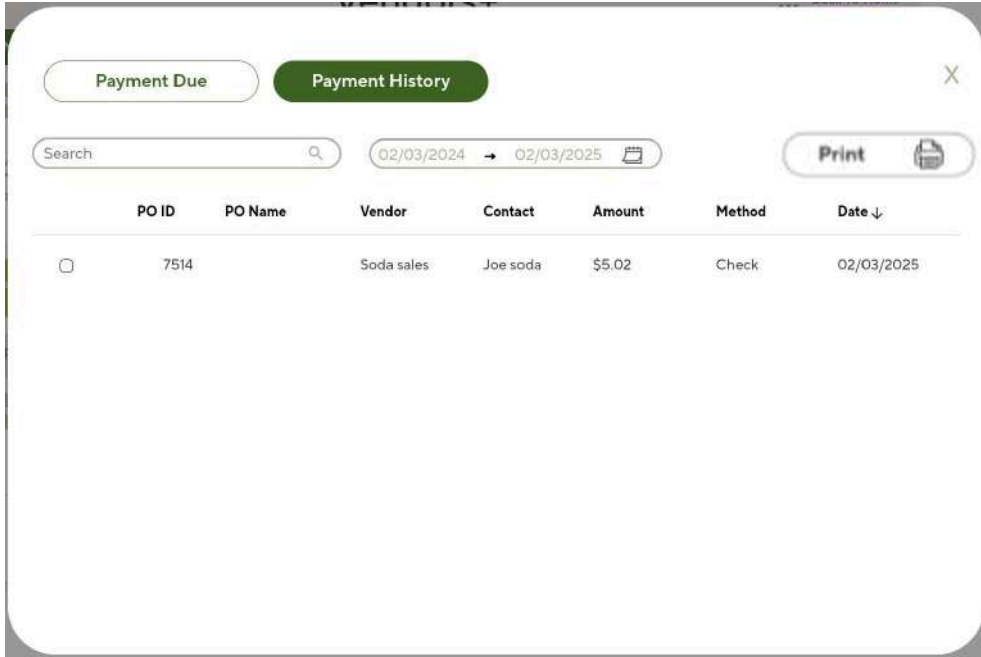 Payment Due Payment History X
Search 02/03/2024 → 02/03/2025 Print
PO ID PO Name Vendor Contact Amount Method Date ↓
7514 Soda sales Joe soda $5.02 Check 02/03/2025